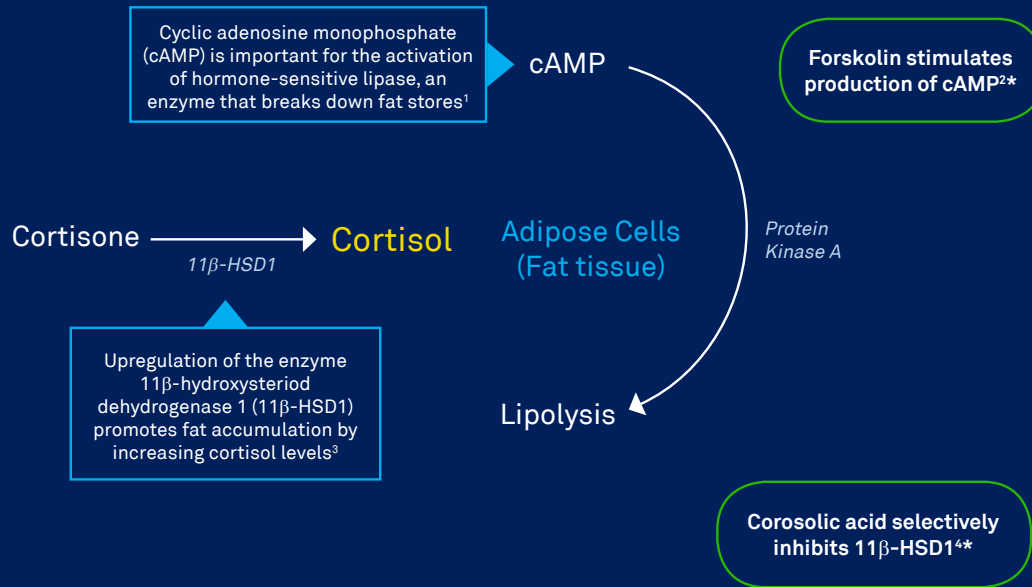 Cyclic adenosine monophosphate
(cAMP) is important for the activation
of hormone-sensitive lipase, an
enzyme that breaks down fat stores¹
cAMP
Forskolin stimulates
production of cAMP²*
Cortisone
11β-HSD1
Cortisol
Adipose Cells
(Fat tissue)
Protein
Kinase A
Upregulation of the enzyme
11β-hydroxysteriod
dehydrogenase 1 (11β-HSD1)
promotes fat accumulation by
increasing cortisol levels³
Lipolysis
Corosolic acid selectively
inhibits 11β-HSD1⁴*